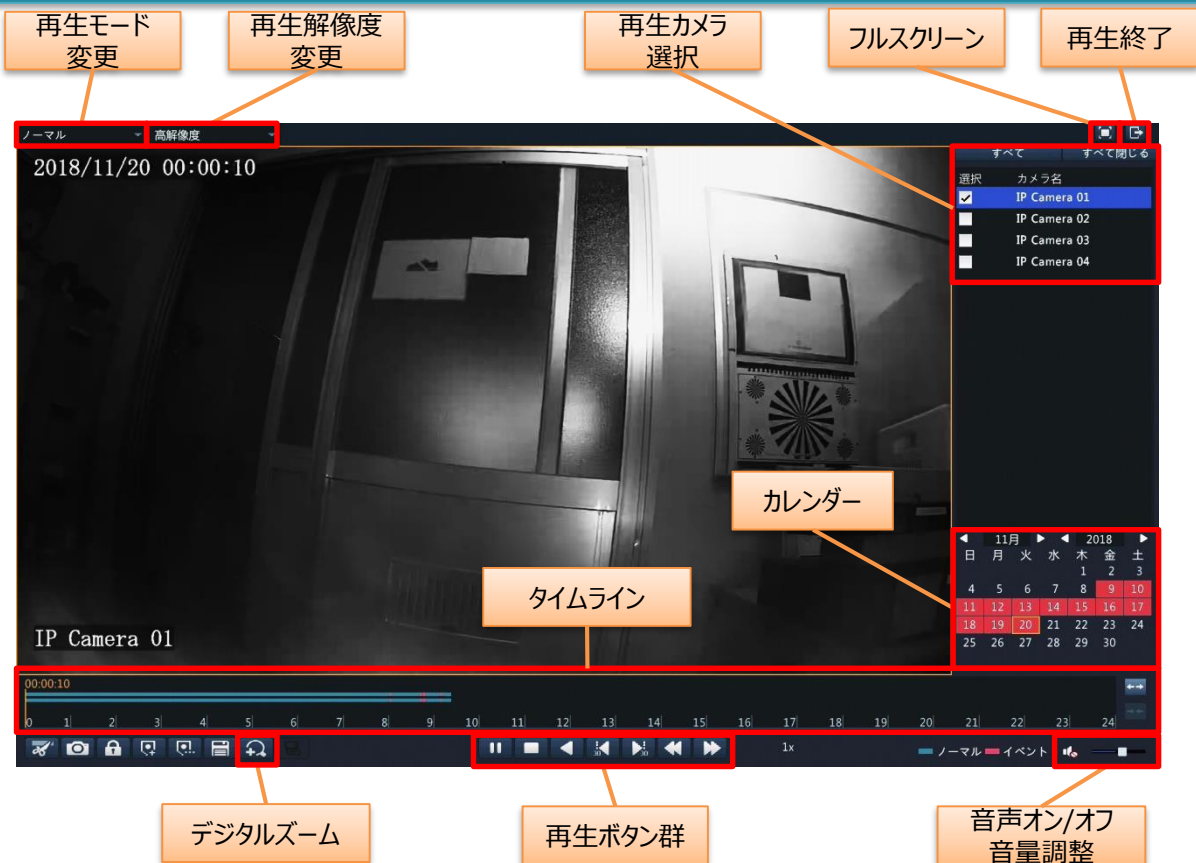 再生モード
変更
再生解像度
変更
再生カメラ
選択
フルスクリーン
再生終了
ノーマル
高解像度
2018/11/20 00:00:10
すべて すべて閉じる
選択 カメラ名
IP Camera 01
IP Camera 02
IP Camera 03
IP Camera 04
カレンダー
11月 2018
日 月 火 水 木 金 土
1 2 3
4 5 6 7 8 9 10
11 12 13 14 15 16 17
18 19 20 21 22 23 24
25 26 27 28 29 30
タイムライン
IP Camera 01
00:00:10
0 1 2 3 4 5 6 7 8 9 10 11 12 13 14 15 16 17 18 19 20 21 22 23 24
30 30
1x
ノーマル イベント
デジタルズーム
再生ボタン群
音声オン/オフ
音量調整